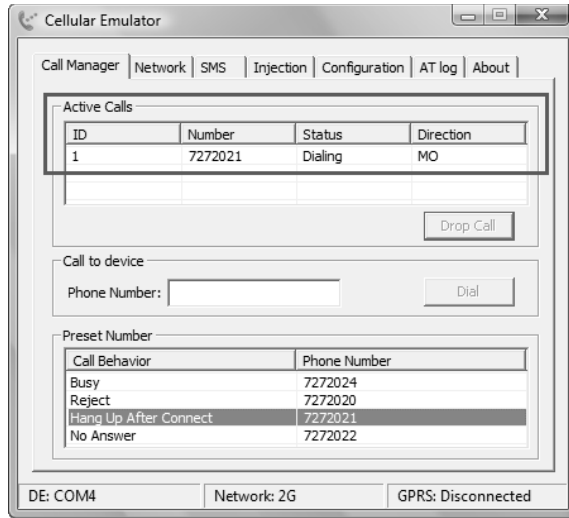 Cellular Emulator
Call Manager Network SMS Injection Configuration AT log About
Active Calls
ID Number Status Direction
1 7272021 Dialing MO
Drop Call
Call to device
Phone Number: Dial
Preset Number
Call Behavior Phone Number
Busy 7272024
Reject 7272020
Hang Up After Connect 7272021
No Answer 7272022
DE: COM4 Network: 2G GPRS: Disconnected